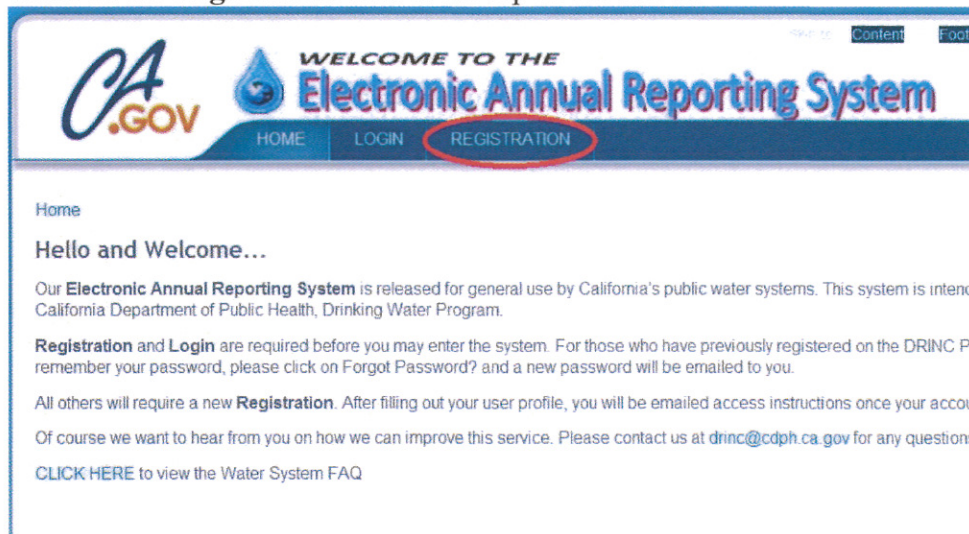 Content
Foot
CA
.GOV
WELCOME TO THE
Electronic Annual Reporting System
HOME LOGIN REGISTRATION
Home
Hello and Welcome...
Our Electronic Annual Reporting System is released for general use by California's public water systems. This system is intend
California Department of Public Health, Drinking Water Program.
Registration and Login are required before you may enter the system. For those who have previously registered on the DRINC P
remember your password, please click on Forgot Password? and a new password will be emailed to you.
All others will require a new Registration. After filling out your user profile, you will be emailed access instructions once your accou
Of course we want to hear from you on how we can improve this service. Please contact us at drinc@cdph.ca.gov for any questions
CLICK HERE to view the Water System FAQ